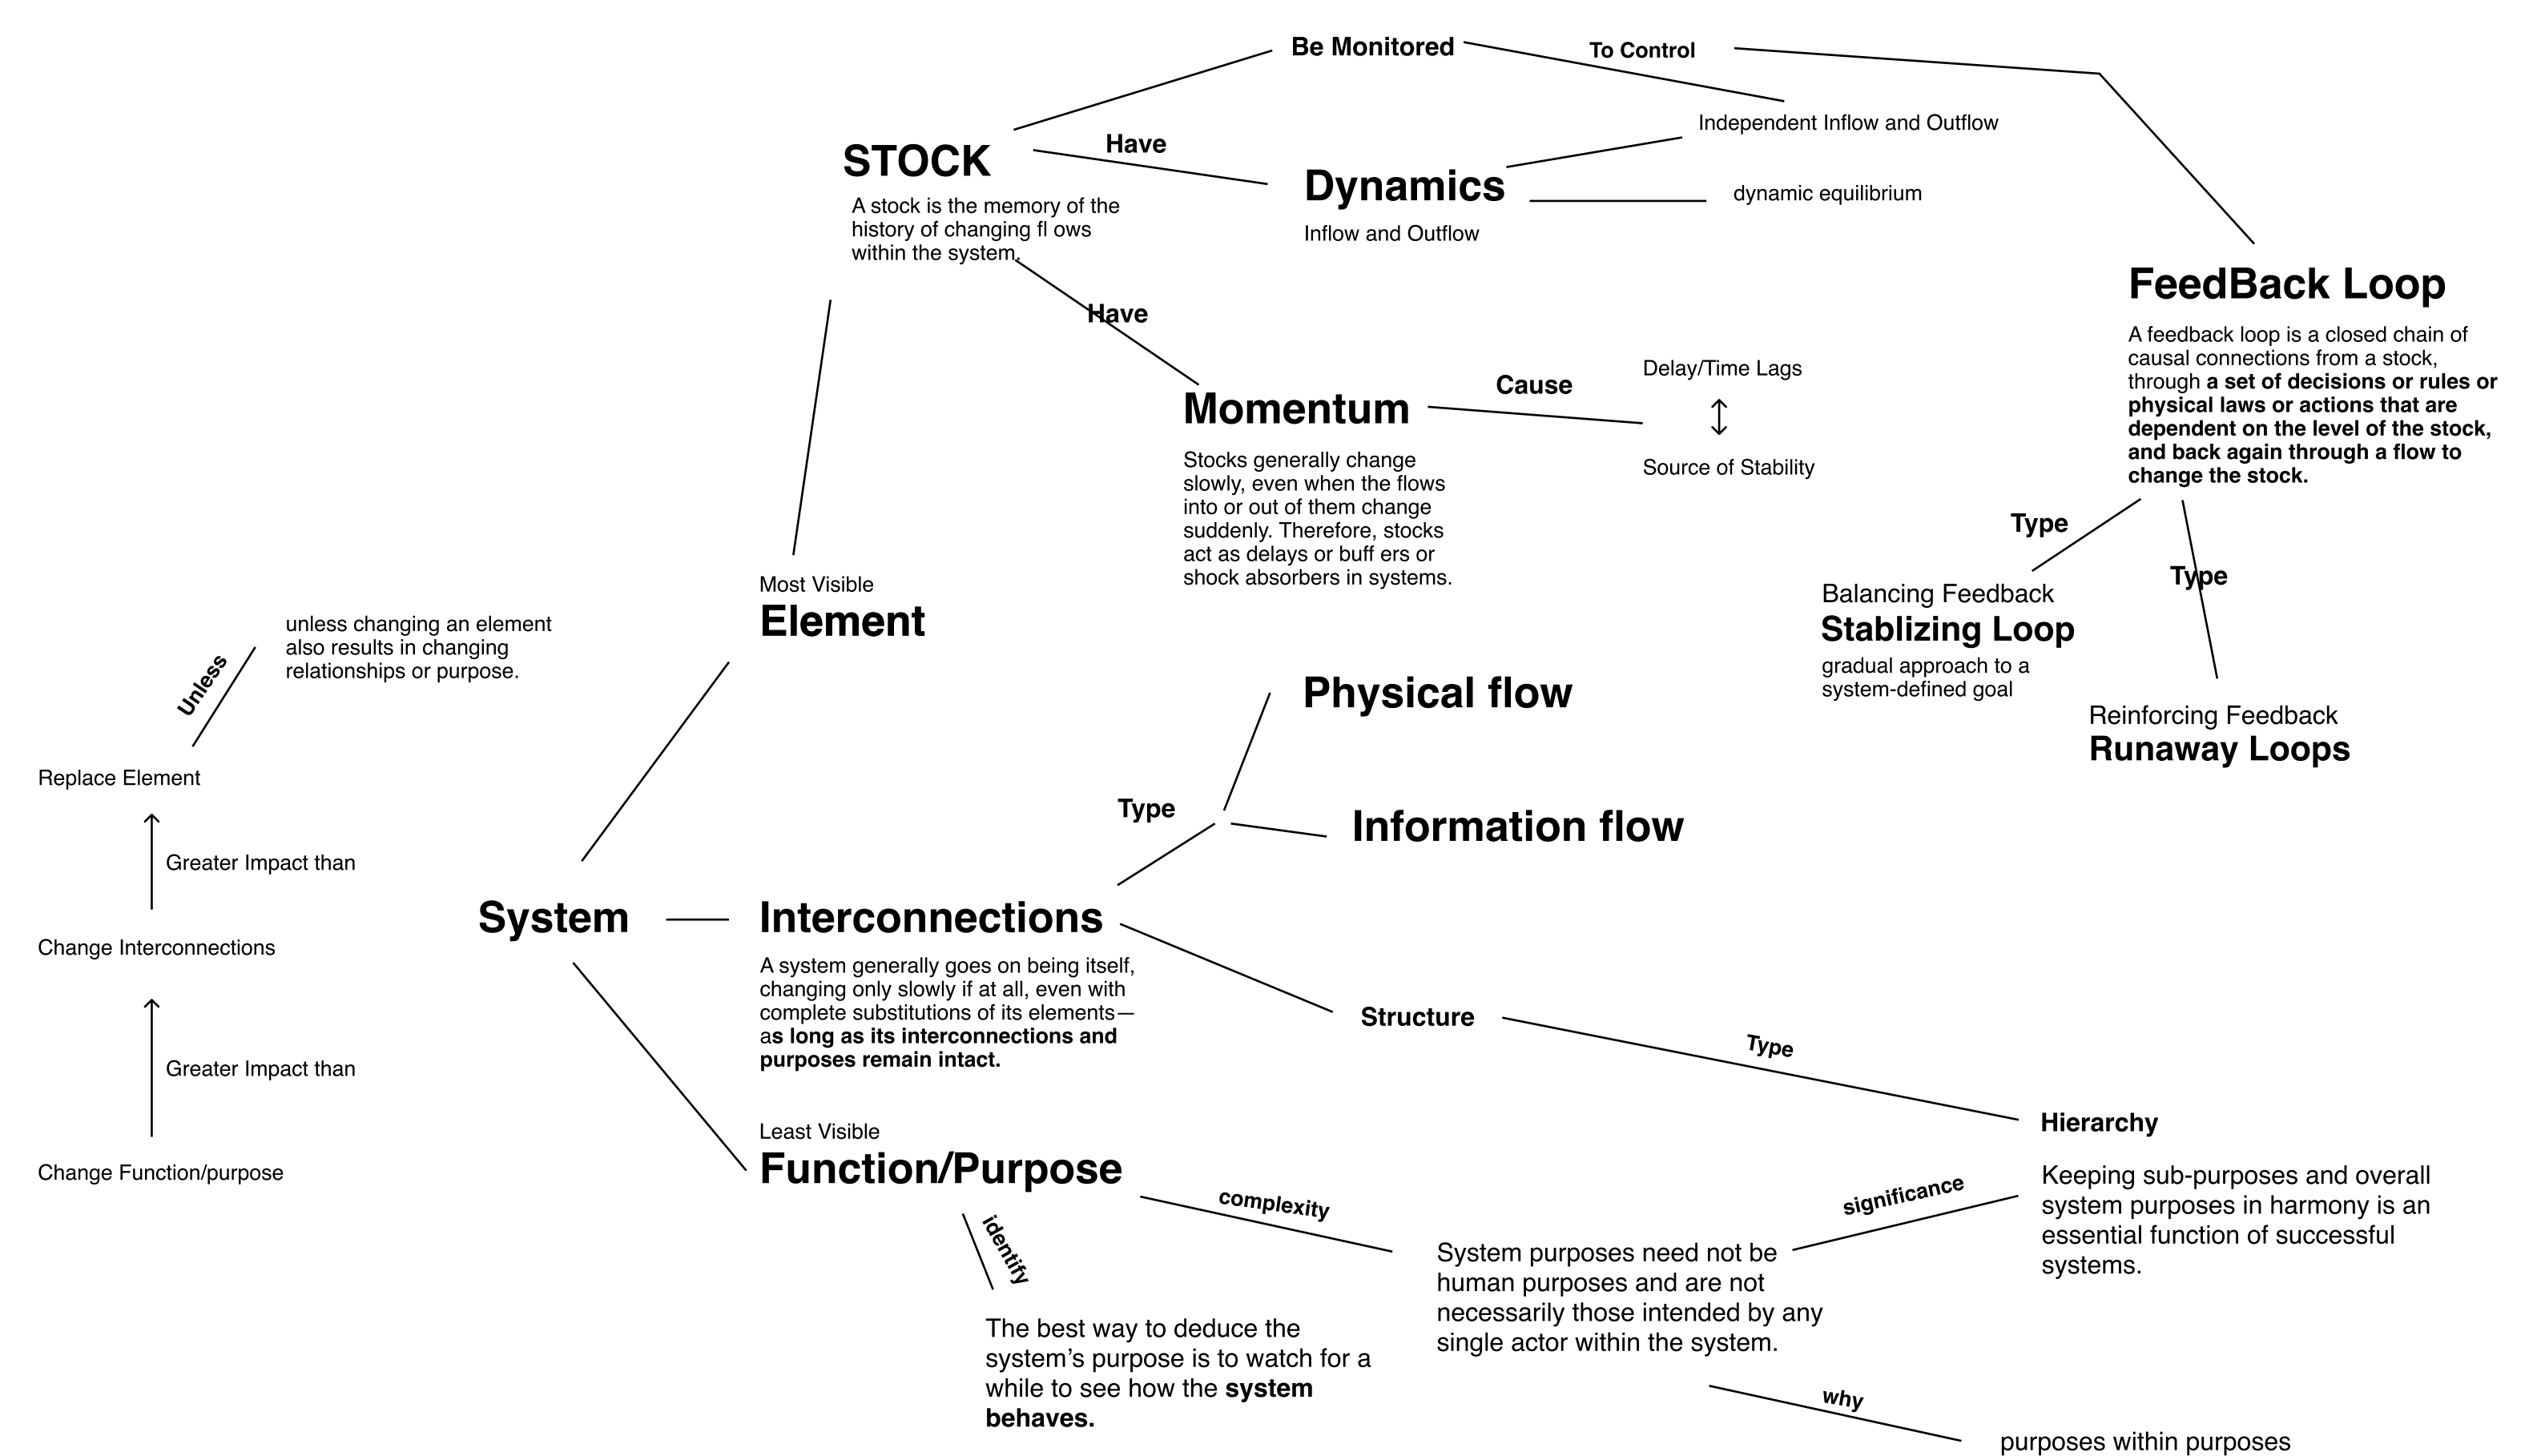 Be Monitored
To Control
Independent Inflow and Outflow
Have
STOCK
A stock is the memory of the
history of changing fl ows
within the system.
Dynamics
Inflow and Outflow
dynamic equilibrium
FeedBack Loop
A feedback loop is a closed chain of
causal connections from a stock,
through a set of decisions or rules or
physical laws or actions that are
dependent on the level of the stock,
and back again through a flow to
change the stock.
Have
Momentum
Stocks generally change
slowly, even when the flows
into or out of them change
suddenly. Therefore, stocks
act as delays or buff ers or
shock absorbers in systems.
Cause
Delay/Time Lags
Source of Stability
Type
Type
Balancing Feedback
Stablizing Loop
gradual approach to a
system-defined goal
Reinforcing Feedback
Runaway Loops
Most Visible
Element
unless changing an element
also results in changing
relationships or purpose.
Unless
Replace Element
Greater Impact than
Change Interconnections
Greater Impact than
Change Function/purpose
Physical flow
Type
Information flow
System
Interconnections
A system generally goes on being itself,
changing only slowly if at all, even with
complete substitutions of its elements—
as long as its interconnections and
purposes remain intact.
Structure
Type
Hierarchy
Keeping sub-purposes and overall
system purposes in harmony is an
essential function of successful
systems.
Least Visible
Function/Purpose
complexity
significance
identify
System purposes need not be
human purposes and are not
necessarily those intended by any
single actor within the system.
The best way to deduce the
system’s purpose is to watch for a
while to see how the system
behaves.
why
purposes within purposes